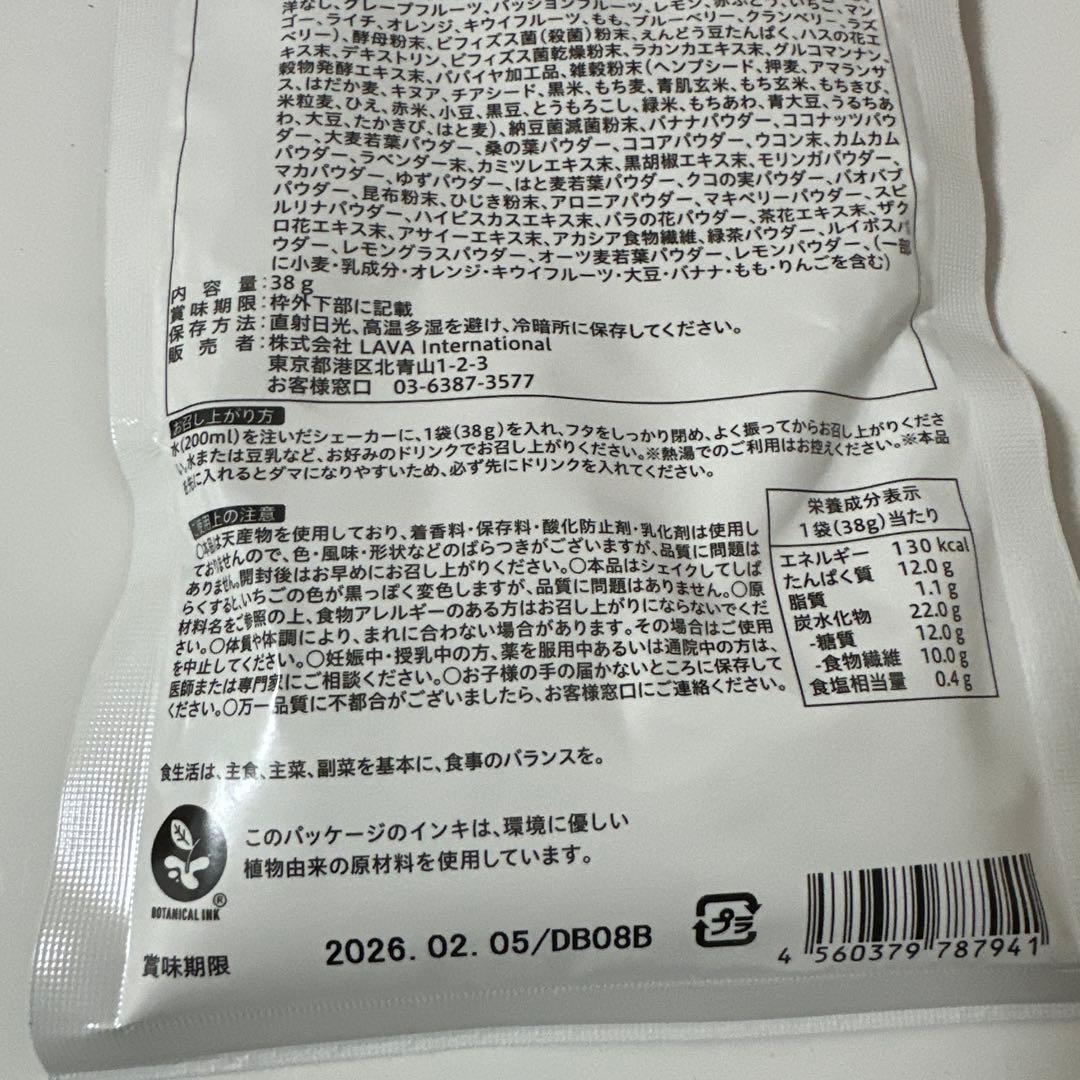 洋なし、グレープフルーツ、パッションフルーツ、レモン、赤ぶどう、いちご、マン
ゴー、ライチ、オレンジ、キウイフルーツ、もも、ブルーベリー、クランベリー、ラズ
ベリー）、酵母粉末、ビフィズス菌（殺菌）粉末、えんどう豆たんぱく、ハスの花エ
キス末、デキストリン、ビフィズス菌乾燥粉末、ラカンカエキス末、グルコマンナン、
穀物発酵エキス末、パパイヤ加工品、雑穀粉末（ヘンプシード、押麦、アマランサ
ス、はだか麦、キヌア、チアシード、黒米、もち麦、青肌玄米、もち玄米、もちきび、
米粒麦、ひえ、赤米、小豆、黒豆、とうもろこし、緑米、もちあわ、青大豆、うるちあ
わ、大豆、たかきび、はと麦）、納豆菌滅菌粉末、バナナパウダー、ココナッツパウ
ダー、大麦若葉パウダー、桑の葉パウダー、ココアパウダー、ウコン末、カムカム
パウダー、ラベンダー末、カミツレエキス末、黒胡椒エキス末、モリンガパウダー、
マカパウダー、ゆずパウダー、はと麦若葉パウダー、クコの実パウダー、バオバブ
パウダー、昆布粉末、ひじき粉末、アロニアパウダー、マキベリーパウダー、スピ
ルリナパウダー、ハイビスカスエキス末、バラの花パウダー、茶花エキス末、ザク
ロ花エキス末、アサイーエキス末、アカシア食物繊維、緑茶パウダー、ルイボスパ
ウダー、レモングラスパウダー、オーツ麦若葉パウダー、レモンパウダー、（一部
に小麦・乳成分・オレンジ・キウイフルーツ・大豆・バナナ・もも・りんごを含む）
内容量：38g
賞味期限：枠外下部に記載
保存方法：直射日光、高温多湿を避け、冷暗所に保存してください。
販売者：株式会社 LAVA International
東京都港区北青山1-2-3
お客様窓口 03-6387-3577
お召し上がり方
水(200ml)を注いだシェーカーに、1袋(38g)を入れ、フタをしっかり閉め、よく振ってからお召し上がりくださ
い。水または豆乳など、お好みのドリンクでお召し上がりください。※熱湯でのご利用はお控えください。※本品
を先に入れるとダマになりやすいため、必ず先にドリンクを入れてください。
ご使用上の注意
〇本品は天産物を使用しており、着香料・保存料・酸化防止剤・乳化剤は使用し
ておりませんので、色・風味・形状などのばらつきがございますが、品質に問題は
ありません。開封後はお早めにお召し上がりください。〇本品はシェイクしてしば
らくすると、いちごの色が黒っぽく変色しますが、品質に問題はありません。〇原
材料名をご参照の上、食物アレルギーのある方はお召し上がりにならないでくだ
さい。〇体質や体調により、まれに合わない場合があります。その場合はご使用
を中止してください。〇妊娠中・授乳中の方、薬を服用中あるいは通院中の方は、
医師または専門家にご相談ください。〇お子様の手の届かないところに保存して
ください。〇万一品質に不都合がございましたら、お客様窓口にご連絡ください。
栄養成分表示
1袋(38g)当たり
エネルギー 130 kcal
たんぱく質 12.0g
脂質 1.1g
炭水化物 22.0g
-糖質 12.0g
-食物繊維 10.0g
食塩相当量 0.4g
食生活は、主食、主菜、副菜を基本に、食事のバランスを。
このパッケージのインキは、環境に優しい
植物由来の原材料を使用しています。
®
BOTANICAL INK
賞味期限 2026.02.05/DB08B
プラ
4 560379 787941